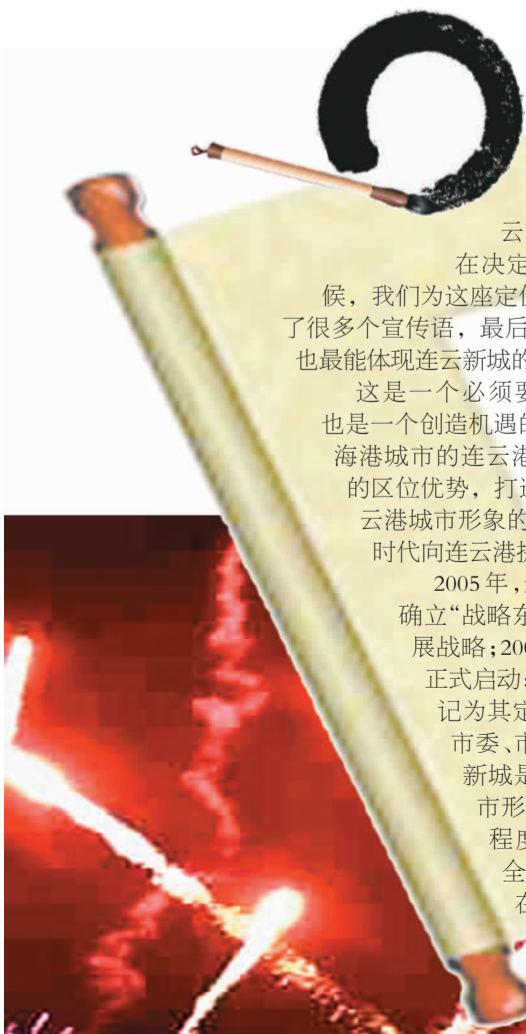 云
在决定
候，我们为这座定位
了很多个宣传语，最后
也最能体现连云新城的
这是一个必须要
也是一个创造机遇的
海港城市的连云港
的区位优势，打造
云港城市形象的
时代向连云港
2005年，
确立“战略东
展战略；200
正式启动
记为其定
市委、市
新城是
市形
程度
全
在